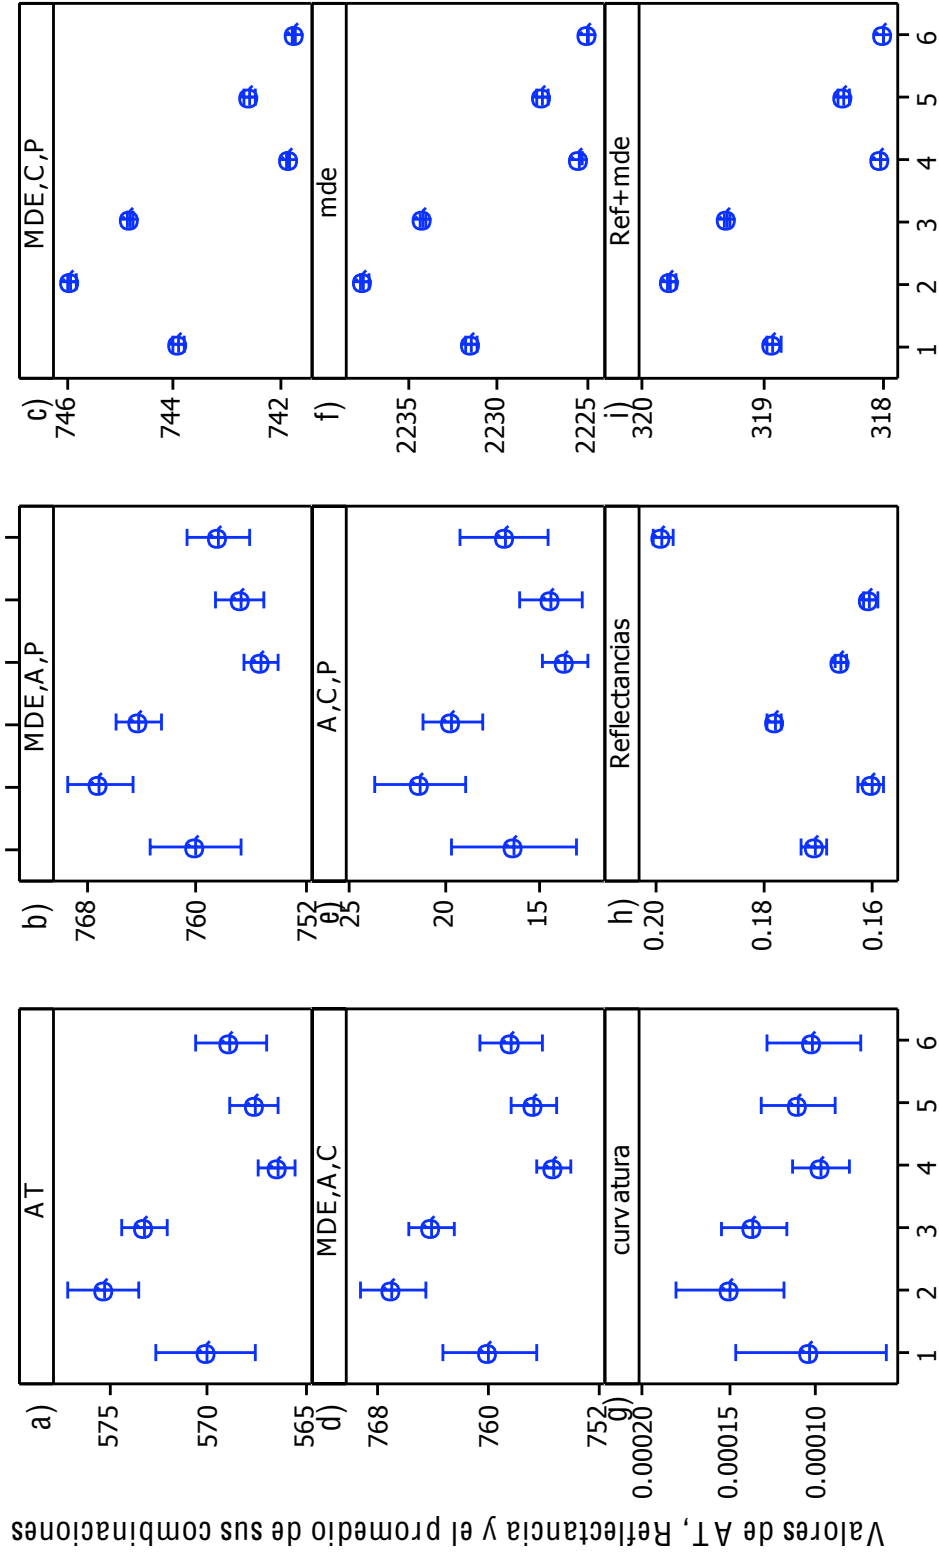 Valores de AT, Reflectancia y el promedio de sus combinaciones
a)
AT
575
570
565
b)
MDE,A,P
768
760
752
c)
MDE,C,P
746
744
742
d)
MDE,A,C
768
760
752
e)
A,C,P
25
20
15
f)
mde
2235
2230
2225
g)
curvatura
0.00020
0.00015
0.00010
1 2 3 4 5 6
h)
Reflectancias
0.20
0.18
0.16
i)
Ref+mde
320
319
318
1 2 3 4 5 6